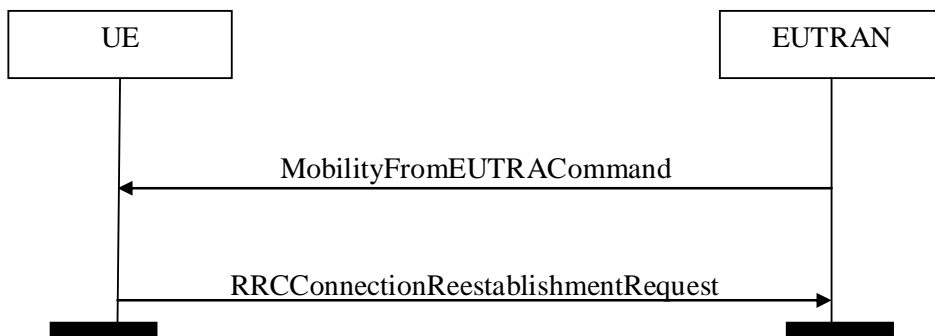 UE
EUTRAN
MobilityFromEUTRACommand
RRCConnectionReestablishmentRequest